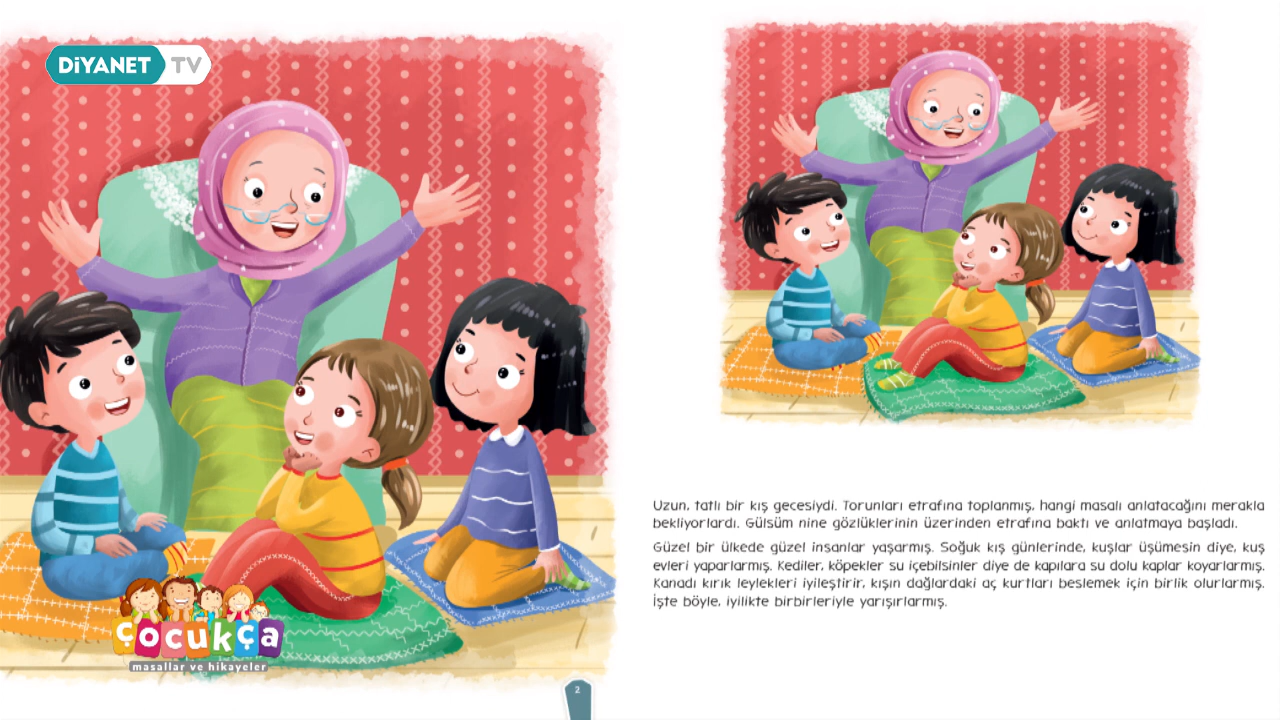 DiYANET TV
Uzun, tatlı bir kış gecesiydi. Torunları etrafına toplanmış, hangi masalı anlatacağını merakla
bekliyorlardı. Gülsüm nine gözlüklerinin üzerinden etrafına baktı ve anlatmaya başladı.
Güzel bir ülkede güzel insanlar yaşarmış. Soğuk kış günlerinde, kuşlar üşümesin diye, kuş
evleri yaparlarmış. Kediler, köpekler su içebilsinler diye de kapılara su dolu kaplar koyarlarmış.
Kanadı kırık leylekleri iyileştirir, kışın dağlardaki aç kurtları beslemek için birlik olurlarmış.
İşte böyle, iyilikte birbirleriyle yarışırlarmış.
çocukça
masallar ve hikayeler
2